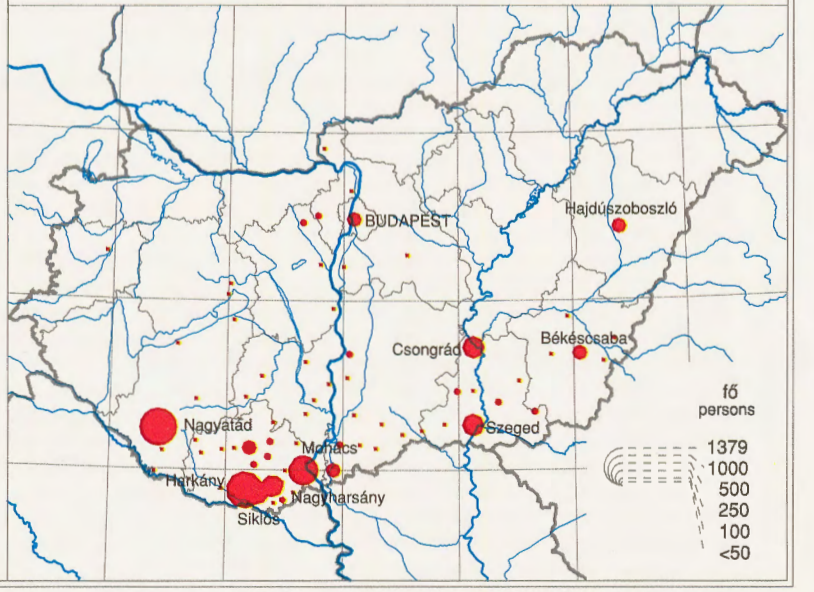 BUDAPEST
Hajdúszoboszló
Csongrád
Békéscsaba
Nagyatád
Szeged
Mohács
Harkány
Nagyharsány
Siklós
fő
persons
1379
1000
500
250
100
<50